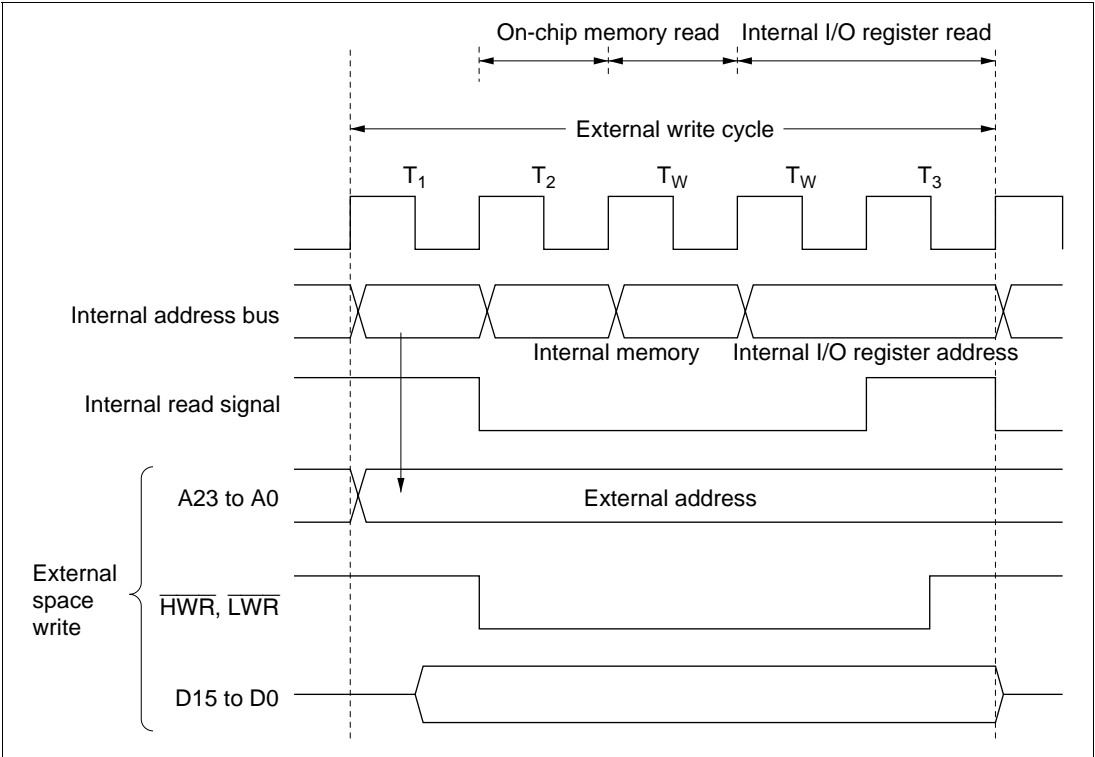 On-chip memory read Internal I/O register read
External write cycle
T1 T2 TW TW T3
Internal address bus
Internal memory Internal I/O register address
Internal read signal
A23 to A0 External address
External
space
write
HWR, LWR
D15 to D0